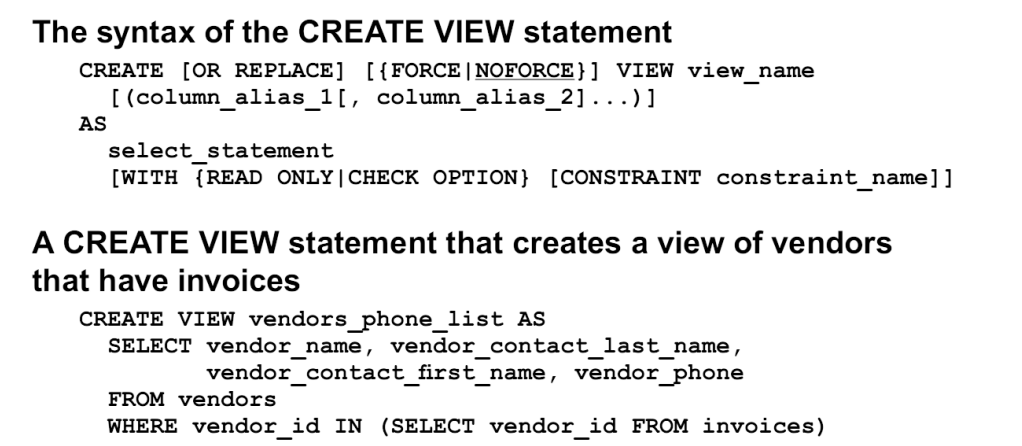 The syntax of the CREATE VIEW statement
CREATE [OR REPLACE] [{FORCE|NOFORCE}] VIEW view_name
[(column_alias_1[, column_alias_2]...)]
AS
select_statement
[WITH {READ ONLY|CHECK OPTION} [CONSTRAINT constraint_name]]
A CREATE VIEW statement that creates a view of vendors
that have invoices
CREATE VIEW vendors_phone_list AS
SELECT vendor_name, vendor_contact_last_name,
vendor_contact_first_name, vendor_phone
FROM vendors
WHERE vendor_id IN (SELECT vendor_id FROM invoices)